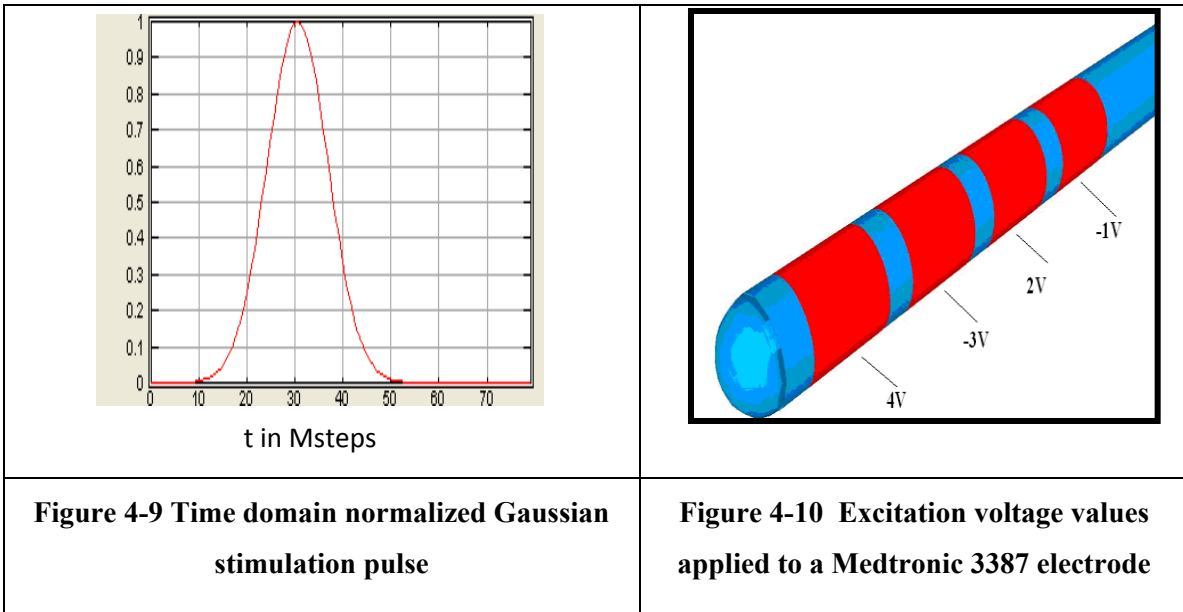 1
0.9
0.8
0.7
0.6
0.5
0.4
0.3
0.2
0.1
0
0 10 20 30 40 50 60 70
t in Msteps
-1V
2V
-3V
4V
Figure 4-9 Time domain normalized Gaussian
stimulation pulse
Figure 4-10 Excitation voltage values
applied to a Medtronic 3387 electrode